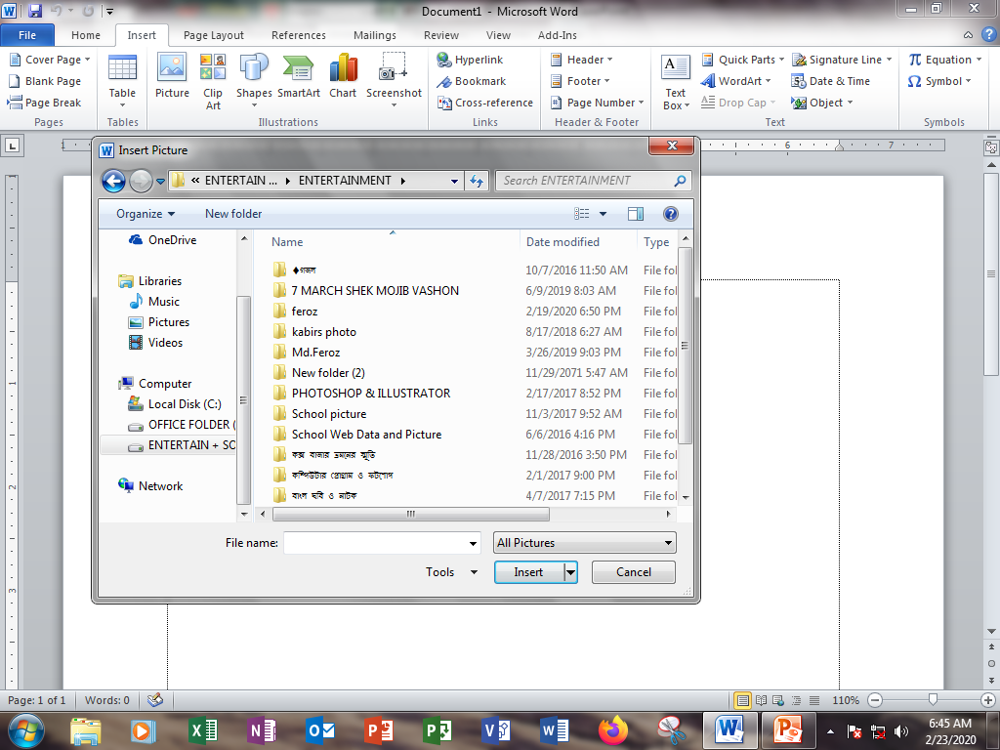 Document1 - Microsoft Word
File Home Insert Page Layout References Mailings Review View Add-Ins
Cover Page
Blank Page
Page Break
Pages
Table
Tables
Picture
Clip Art
Shapes
SmartArt
Chart
Screenshot
Illustrations
Hyperlink
Bookmark
Cross-reference
Links
Header
Footer
Page Number
Header & Footer
Text Box
Quick Parts
WordArt
Drop Cap
Signature Line
Date & Time
Object
Text
Equation
Symbol
Symbols
6 7
Insert Picture
« ENTERTAIN ... ENTERTAINMENT
Search ENTERTAINMENT
Organize New folder
OneDrive
Libraries
Music
Pictures
Videos
Computer
Local Disk (C:)
OFFICE FOLDER (
ENTERTAIN + SO
Network
Name Date modified Type
গজল 10/7/2016 11:50 AM File fol
7 MARCH SHEK MOJIB VASHON 6/9/2019 8:03 AM File fol
feroz 2/19/2020 6:50 PM File fol
kabirs photo 8/17/2018 6:27 AM File fol
Md.Feroz 3/26/2019 9:03 PM File fol
New folder (2) 11/29/2071 5:47 AM File fol
PHOTOSHOP & ILLUSTRATOR 2/17/2017 8:52 PM File fol
School picture 11/3/2017 9:52 AM File fol
School Web Data and Picture 6/6/2016 4:16 PM File fol
কক্স বাজার ভ্রমনের স্মৃতি 11/28/2016 3:50 PM File fol
কম্পিউটার প্রোগ্রাম ও 2/1/2017 9:00 PM File fol
বাংল ছবি ও নাটক 4/7/2017 7:15 PM File fol
File name:
All Pictures
Tools Insert Cancel
1
2
3
Page: 1 of 1 Words: 0 110%
6:45 AM
2/23/2020